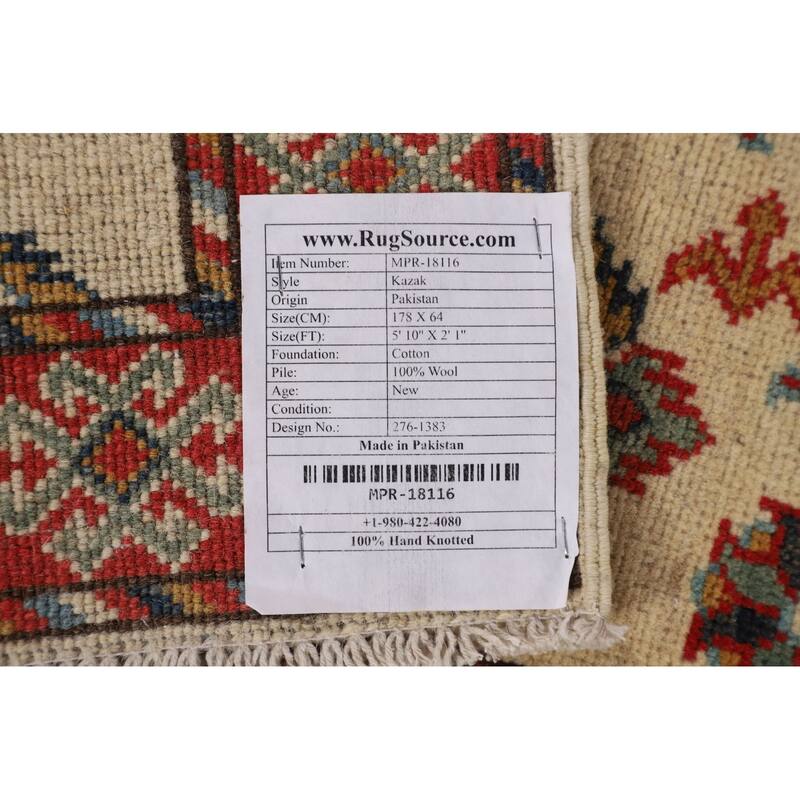 www.RugSource.com
Item Number: MPR-18116
Style Kazak
Origin Pakistan
Size(CM): 178 X 64
Size(FT): 5' 10" X 2' 1"
Foundation: Cotton
Pile: 100% Wool
Age: New
Condition:
Design No.: 276-1383
Made in Pakistan
MPR-18116
+1-980-422-4080
100% Hand Knotted